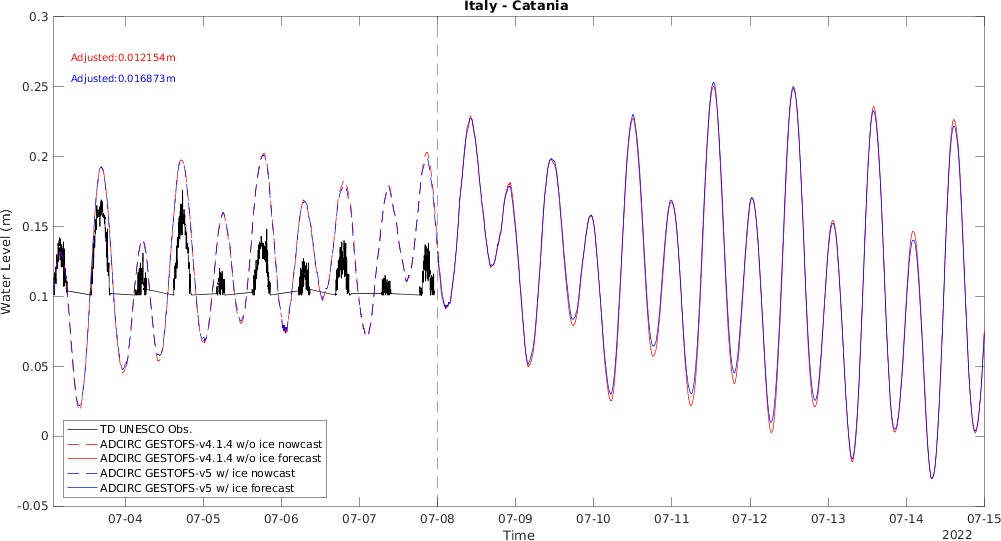 Italy - Catania
0.3
Adjusted:0.012154m
Adjusted:0.016873m
0.25
0.2
0.15
0.1
0.05
0
-0.05
Water Level (m)
TD UNESCO Obs.
ADCIRC GESTOFS-v4.1.4 w/o ice nowcast
ADCIRC GESTOFS-v4.1.4 w/o ice forecast
ADCIRC GESTOFS-v5 w/ ice nowcast
ADCIRC GESTOFS-v5 w/ ice forecast
07-04 07-05 07-06 07-07 07-08 07-09 07-10 07-11 07-12 07-13 07-14 07-15
Time
2022